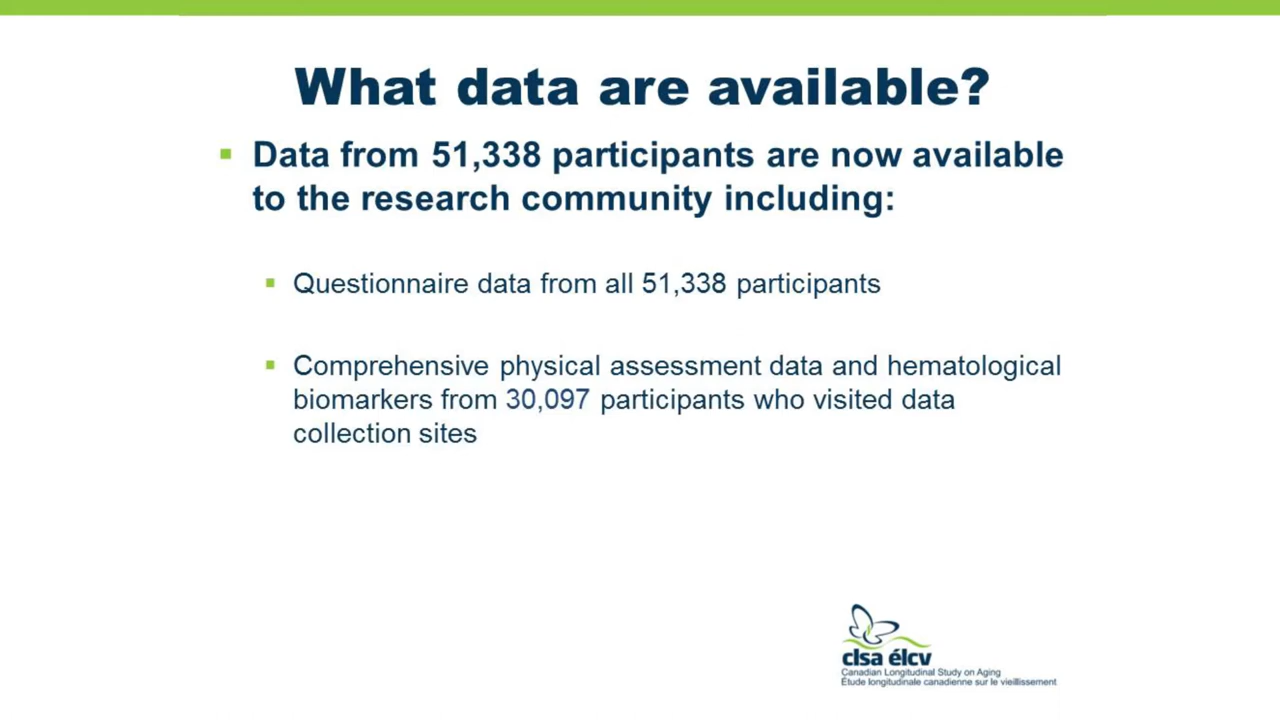 What data are available?
▪ Data from 51,338 participants are now available
to the research community including:
▪ Questionnaire data from all 51,338 participants
▪ Comprehensive physical assessment data and hematological
biomarkers from 30,097 participants who visited data
collection sites
clsa élcv
Canadian Longitudinal Study on Aging
Étude longitudinale canadienne sur le vieillissement